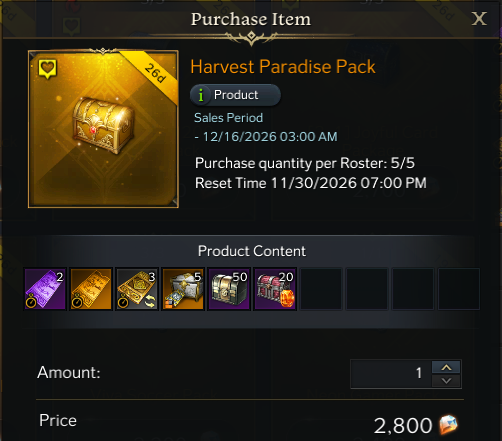 Purchase Item
X
26d
Harvest Paradise Pack
i Product
Sales Period
- 12/16/2026 03:00 AM
Purchase quantity per Roster: 5/5
Reset Time 11/30/2026 07:00 PM
Product Content
2 3 5 50 20
Amount: 1
Price 2,800